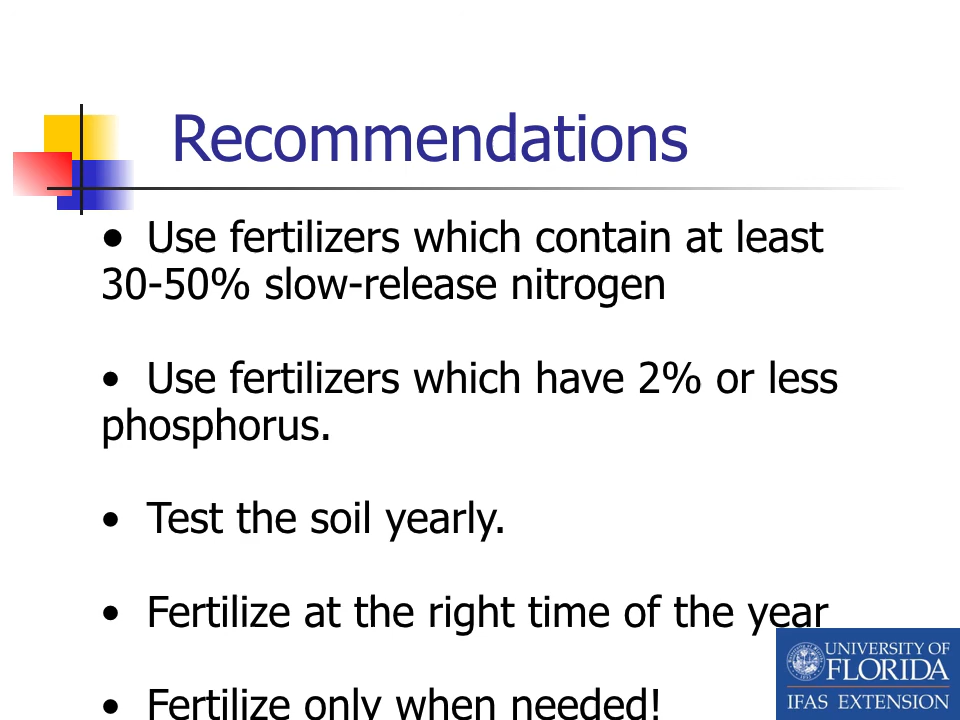 Recommendations
• Use fertilizers which contain at least
30-50% slow-release nitrogen
• Use fertilizers which have 2% or less
phosphorus.
• Test the soil yearly.
• Fertilize at the right time of the year
• Fertilize only when needed!
UNIVERSITY OF
FLORIDA
IFAS EXTENSION